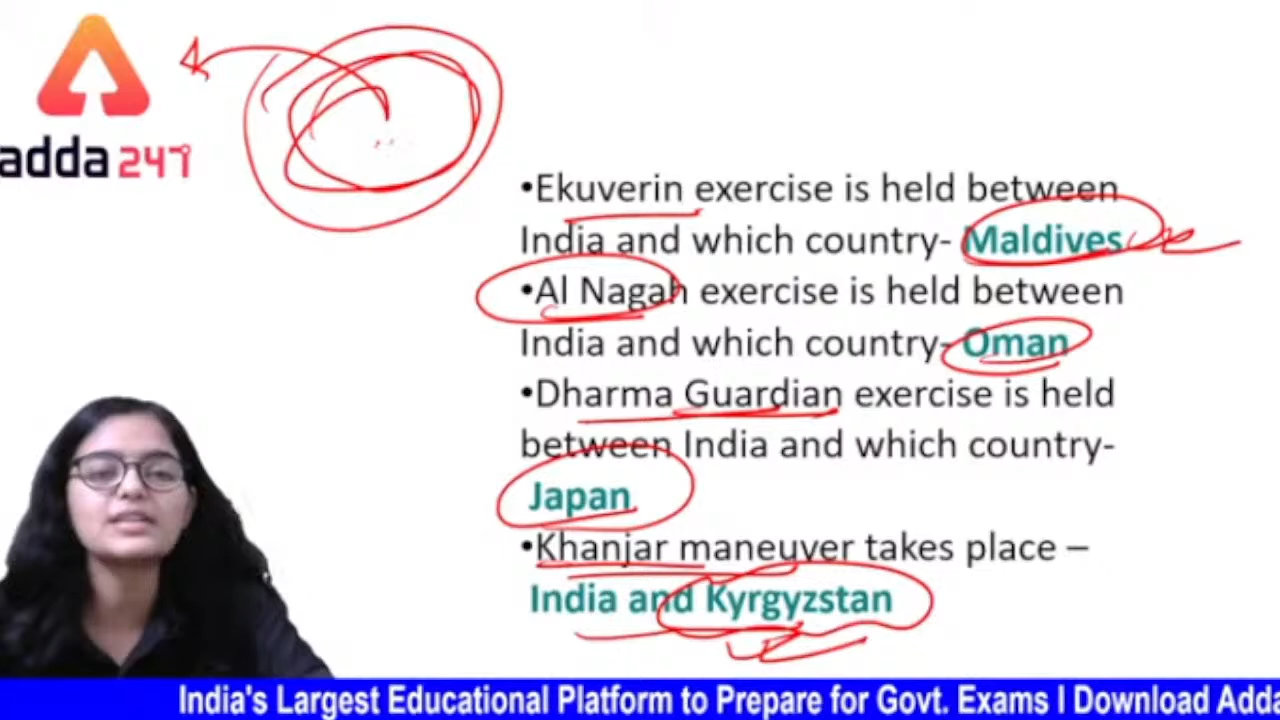 adda 247
•Ekuverin exercise is held between
India and which country- Maldives
•Al Nagah exercise is held between
India and which country- Oman
•Dharma Guardian exercise is held
between India and which country-
Japan
•Khanjar maneuver takes place –
India and Kyrgyzstan
India's Largest Educational Platform to Prepare for Govt. Exams I Download Adda